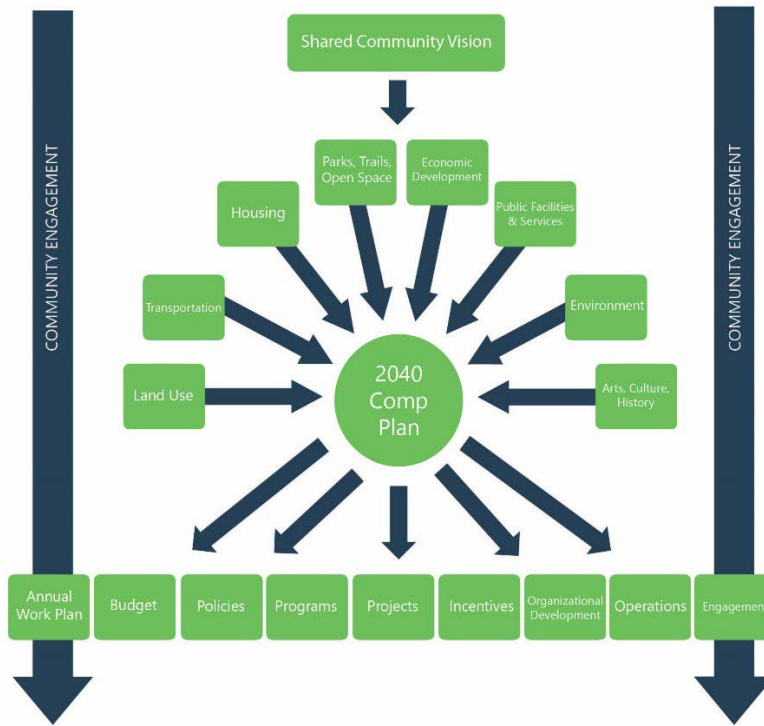 Shared Community Vision
COMMUNITY ENGAGEMENT
COMMUNITY ENGAGEMENT
Parks, Trails,
Open Space
Economic
Development
Housing
Public Facilities
& Services
Transportation
Environment
Land Use
Arts, Culture,
History
2040
Comp
Plan
Annual
Work Plan
Budget
Policies
Programs
Projects
Incentives
Organizational
Development
Operations
Engagemen